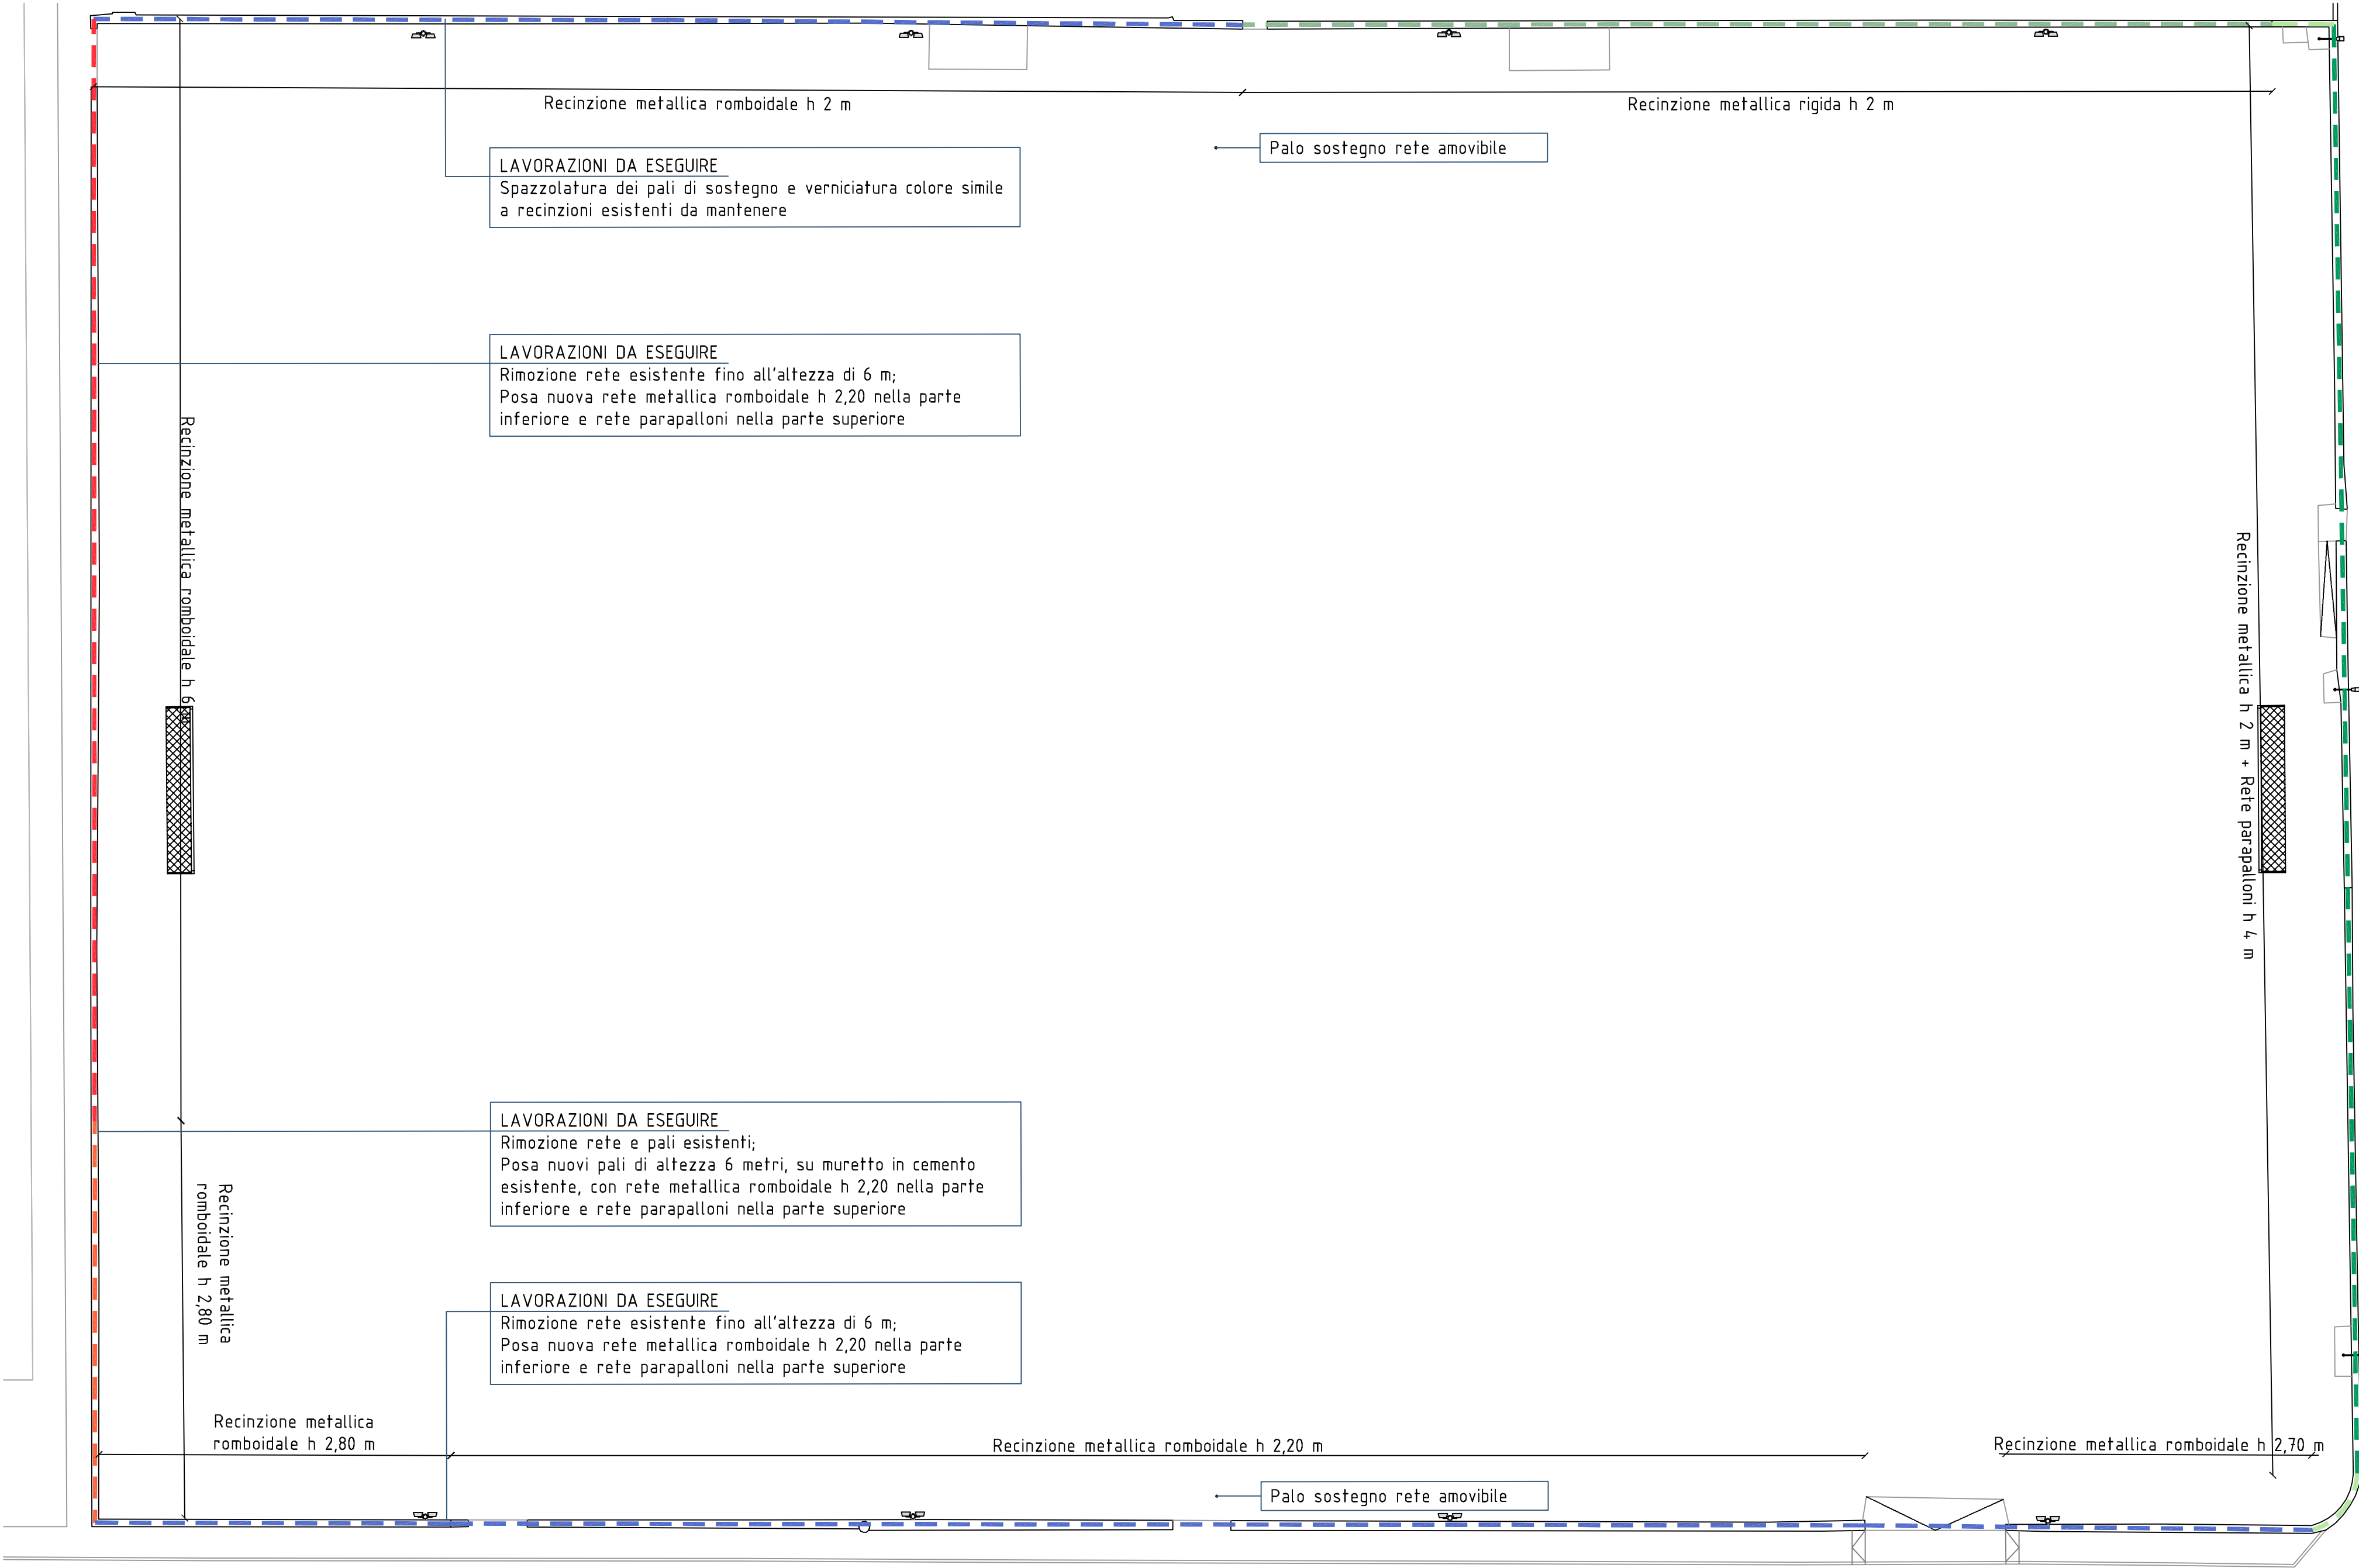 Recinzione metallica romboidale h 2 m
Recinzione metallica rigida h 2 m
Palo sostegno rete amovibile
LAVORAZIONI DA ESEGUIRE
Spazzolatura dei pali di sostegno e verniciatura colore simile
a recinzioni esistenti da mantenere
LAVORAZIONI DA ESEGUIRE
Rimozione rete esistente fino all'altezza di 6 m;
Posa nuova rete metallica romboidale h 2,20 nella parte
inferiore e rete parapalloni nella parte superiore
Recinzione metallica romboidale h 6 m
Recinzione metallica h 2 m + Rete parapalloni h 4 m
LAVORAZIONI DA ESEGUIRE
Rimozione rete e pali esistenti;
Posa nuovi pali di altezza 6 metri, su muretto in cemento
esistente, con rete metallica romboidale h 2,20 nella parte
inferiore e rete parapalloni nella parte superiore
Recinzione metallica
romboidale h 2,80 m
LAVORAZIONI DA ESEGUIRE
Rimozione rete esistente fino all'altezza di 6 m;
Posa nuova rete metallica romboidale h 2,20 nella parte
inferiore e rete parapalloni nella parte superiore
Recinzione metallica
romboidale h 2,80 m
Recinzione metallica romboidale h 2,20 m
Recinzione metallica romboidale h 2,70 m
Palo sostegno rete amovibile